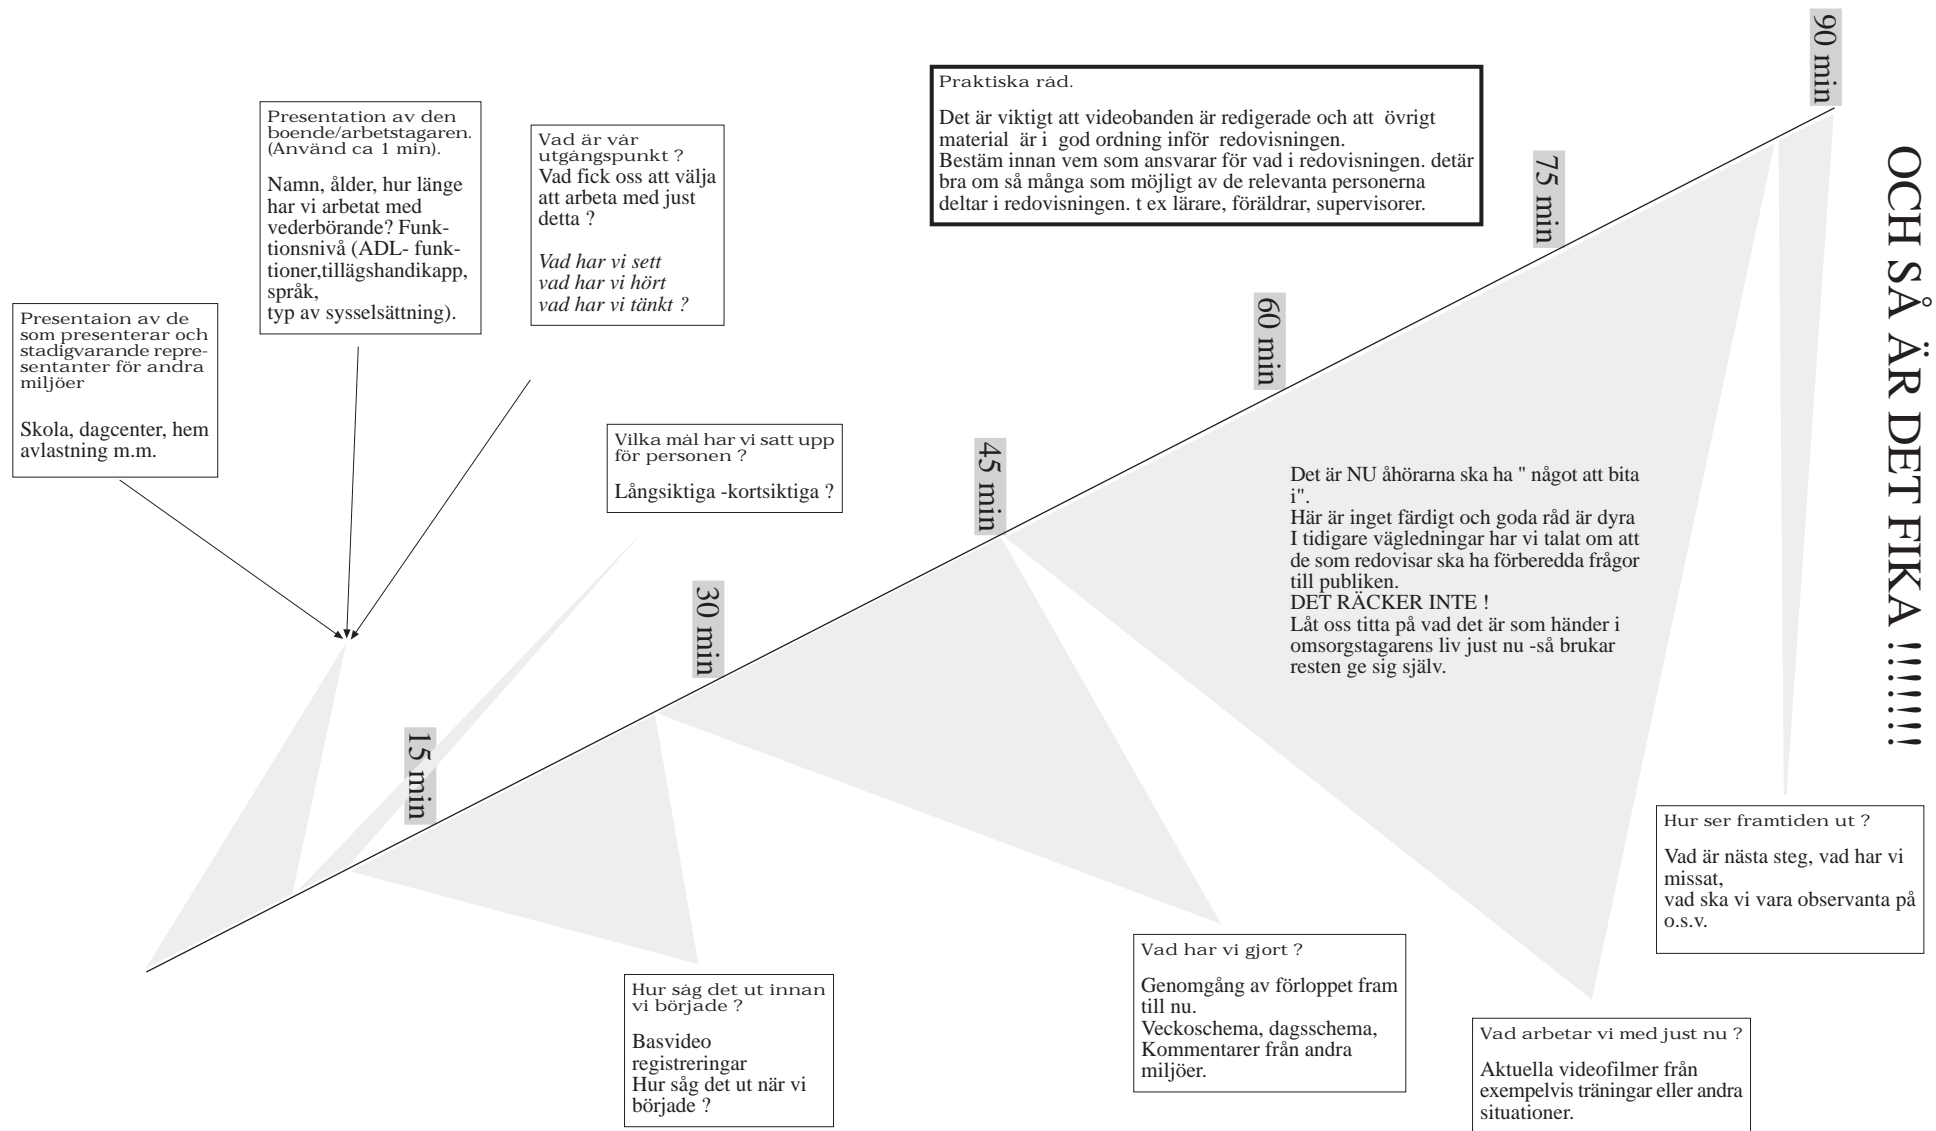 Presentaion av de
som presenterar och
stadigvarande repre-
sentanter för andra
miljöer
Skola, dagcenter, hem
avlastning m.m.
Presentation av den
boende/arbetstagaren.
(Använd ca 1 min).
Namn, ålder, hur länge
har vi arbetat med
vederbörande? Funk-
tionsnivå (ADL- funk-
tioner,tillägshandikapp,
språk,
typ av sysselsättning).
Vad är vår
utgångspunkt ?
Vad fick oss att välja
att arbeta med just
detta ?
Vad har vi sett
vad har vi hört
vad har vi tänkt ?
Vilka mål har vi satt upp
för personen ?
Långsiktiga -kortsiktiga ?
Praktiska råd.
Det är viktigt att videobanden är redigerade och att övrigt
material är i god ordning inför redovisningen.
Bestäm innan vem som ansvarar för vad i redovisningen. detär
bra om så många som möjligt av de relevanta personerna
deltar i redovisningen. t ex lärare, föräldrar, supervisorer.
15 min
30 min
45 min
60 min
75 min
90 min
Det är NU åhörarna ska ha " något att bita
i".
Här är inget färdigt och goda råd är dyra
I tidigare vägledningar har vi talat om att
de som redovisar ska ha förberedda frågor
till publiken.
DET RÄCKER INTE !
Låt oss titta på vad det är som händer i
omsorgstagarens liv just nu -så brukar
resten ge sig själv.
Hur såg det ut innan
vi började ?
Basvideo
registreringar
Hur såg det ut när vi
började ?
Vad har vi gjort ?
Genomgång av förloppet fram
till nu.
Veckoschema, dagsschema,
Kommentarer från andra
miljöer.
Vad arbetar vi med just nu ?
Aktuella videofilmer från
exempelvis träningar eller andra
situationer.
Hur ser framtiden ut ?
Vad är nästa steg, vad har vi
missat,
vad ska vi vara observanta på
o.s.v.
OCH SÅ ÄR DET FIKA !!!!!!!!